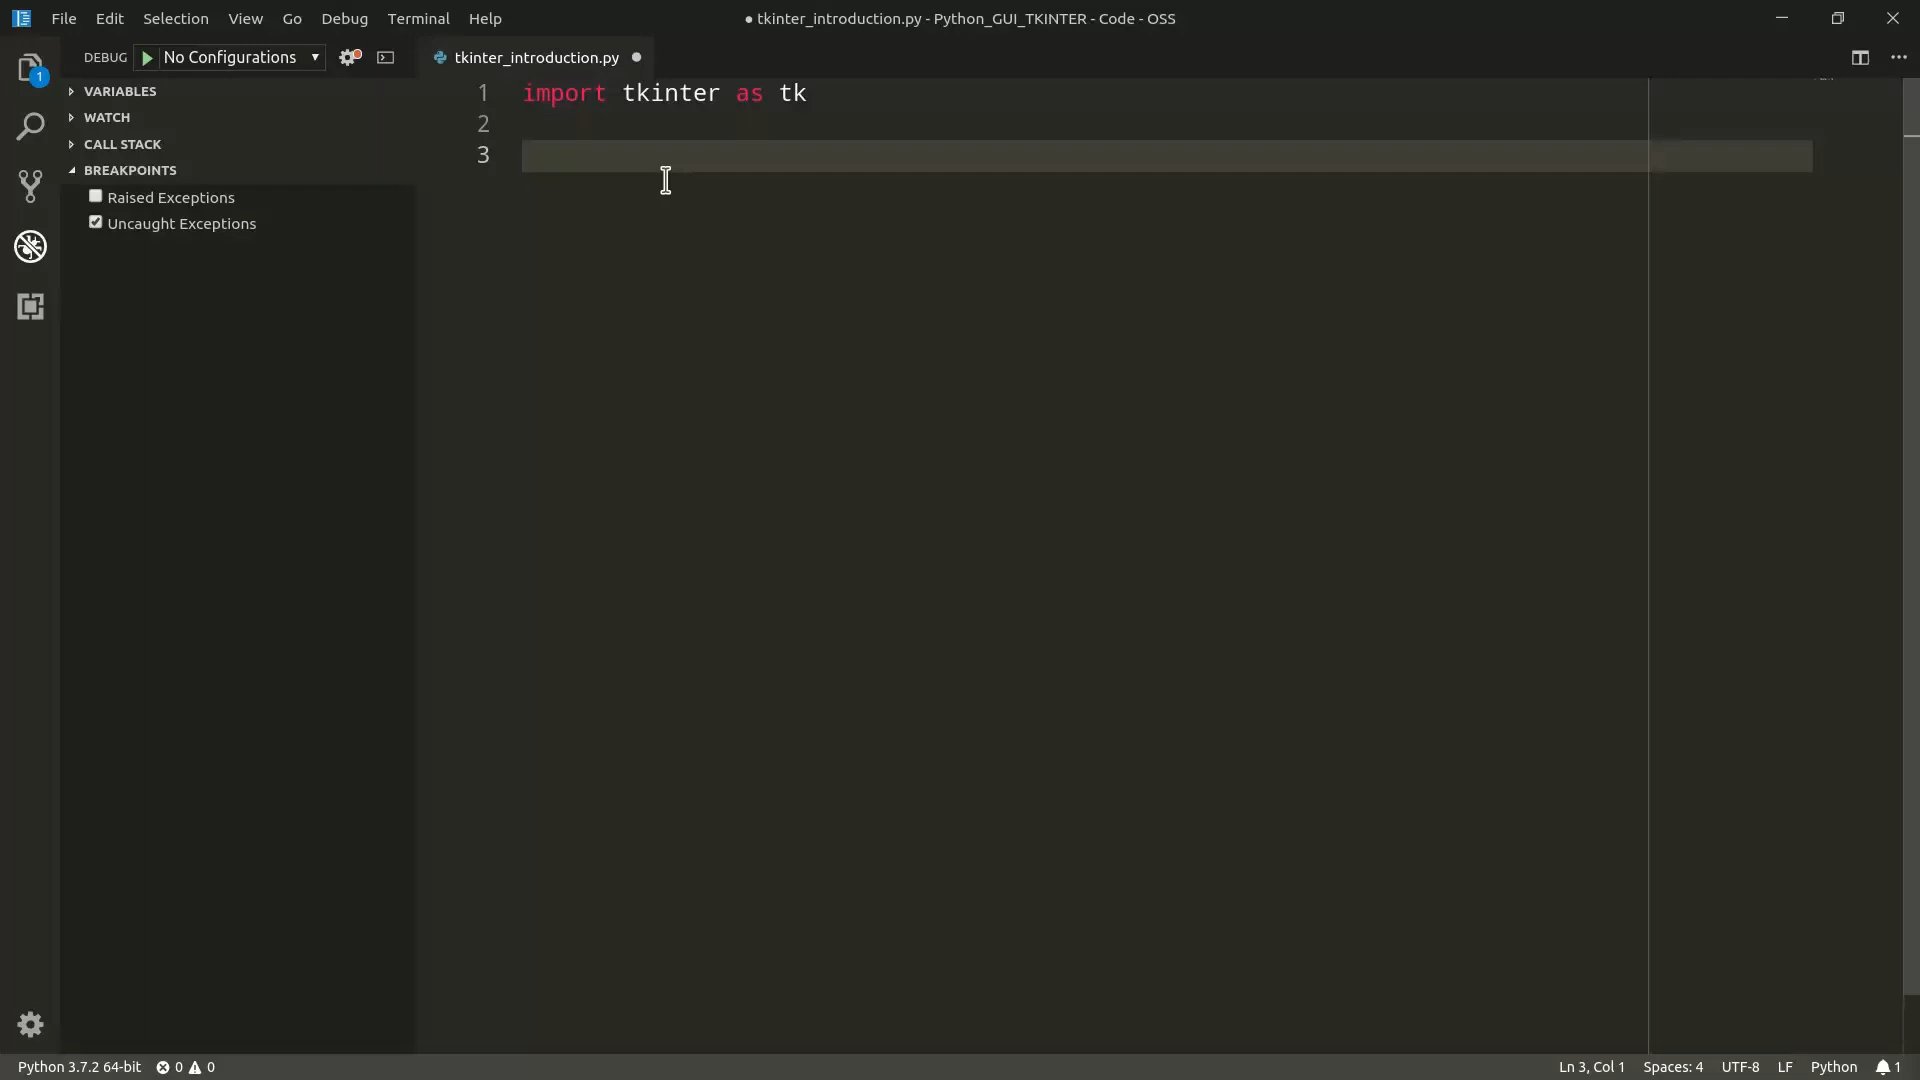 File Edit Selection View Go Debug Terminal Help
● tkinter_introduction.py - Python_GUI_TKINTER - Code - OSS
1
DEBUG No Configurations
tkinter_introduction.py
VARIABLES
WATCH
CALL STACK
BREAKPOINTS
Raised Exceptions
Uncaught Exceptions
1 import tkinter as tk
2
3
Python 3.7.2 64-bit 0 0
Ln 3, Col 1 Spaces: 4 UTF-8 LF Python 1